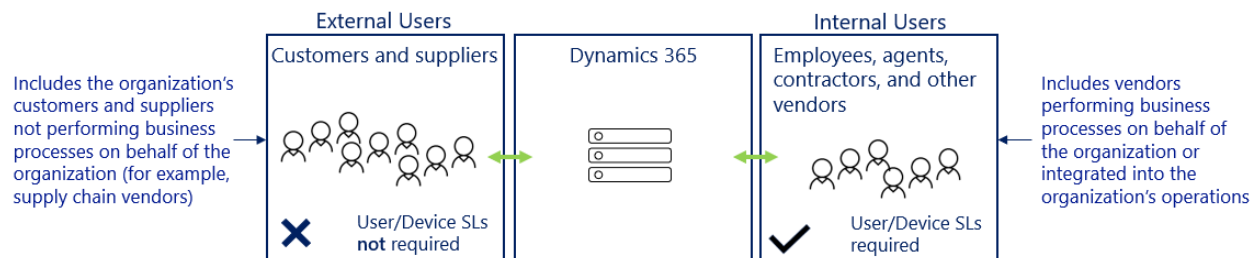 External Users
Internal Users
Customers and suppliers
Dynamics 365
Employees, agents,
contractors, and other
vendors
Includes the organization's
customers and suppliers
not performing business
processes on behalf of the
organization (for example,
supply chain vendors)
Includes vendors
performing business
processes on behalf of
the organization or
integrated into the
organization's operations
User/Device SLs
not required
User/Device SLs
required